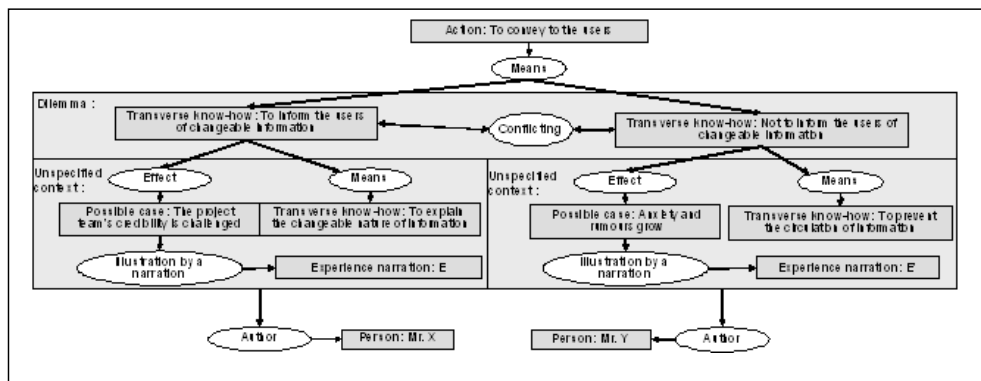 Action: To convey to the users
Means
Dilemma :
Transverse know-how: To inform the users
of changeable information
Conflicting
Transverse know-how: Not to inform the users of
changeable information
Unspecified
context :
Effect
Means
Possible case: The project
team's credibility is challenged
Transverse know-how: To explain
the changeable nature of information
Illustration by a
narration
Experience narration: E
Unspecified
context :
Effect
Means
Possible case: Anxiety and
rumours grow
Transverse know-how: To prevent
the circulation of information
Illustration by a
narration
Experience narration: E'
Author
Person: Mr. X
Person: Mr. Y
Author